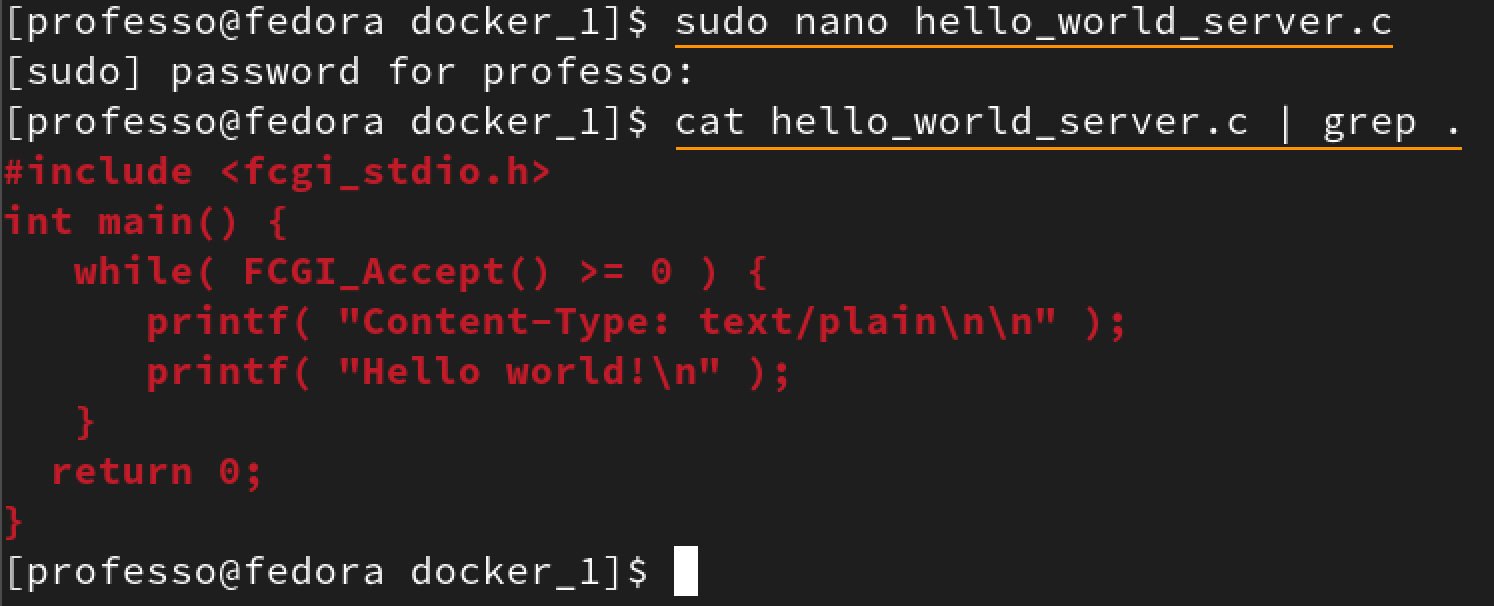 [professo@fedora docker_1]$ sudo nano hello_world_server.c
[sudo] password for professo:
[professo@fedora docker_1]$ cat hello_world_server.c | grep .
#include <fcgi_stdio.h>
int main() {
   while( FCGI_Accept() >= 0 ) {
      printf( "Content-Type: text/plain\n\n" );
      printf( "Hello world!\n" );
   }
  return 0;
}
[professo@fedora docker_1]$